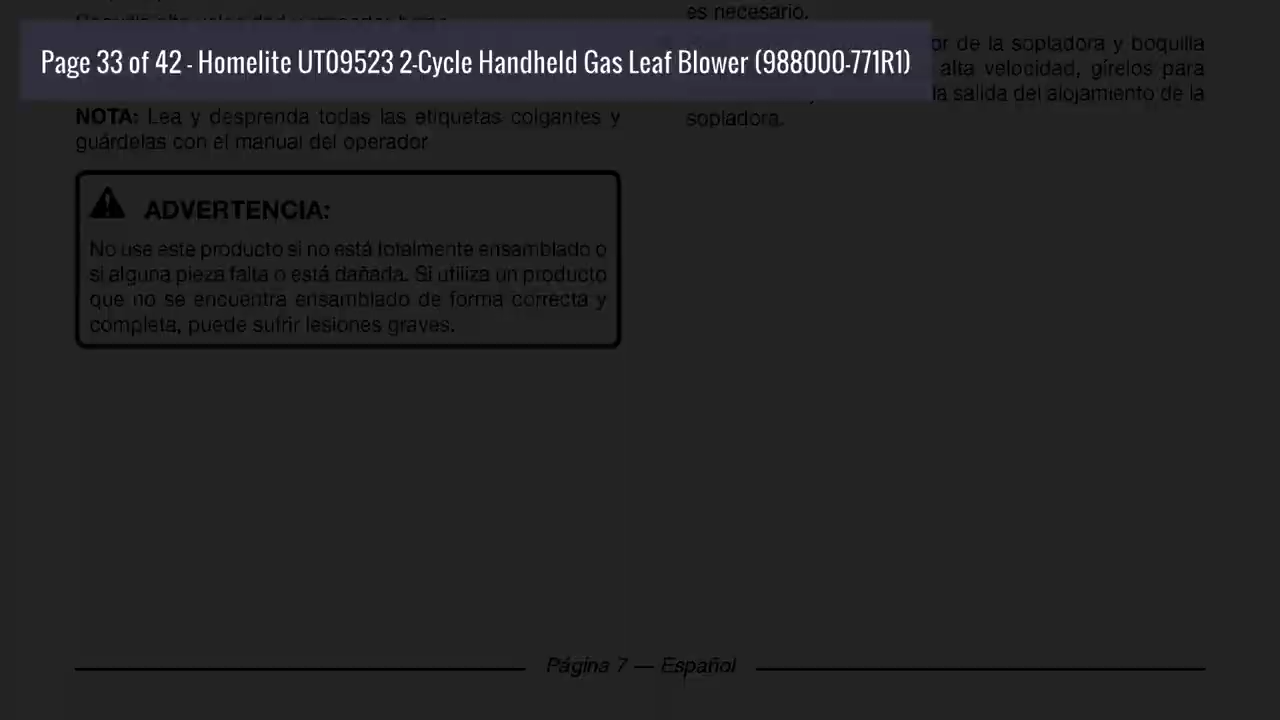 Page 33 of 42 - Homelite UT09523 2-Cycle Handheld Gas Leaf Blower (988000-771R1)
NOTA: Lea y desprenda todas las etiquetas colgantes y
guárdelas con el manual del operador
ADVERTENCIA:
No use este producto si no está totalmente ensamblado o
si alguna pieza falta o está dañada. Si utiliza un producto
que no se encuentra ensamblado de forma correcta y
completa, puede sufrir lesiones graves.
es necesario.
de la sopladora y boquilla
alta velocidad, gírelos para
la salida del alojamiento de la
sopladora.
Página 7 — Español